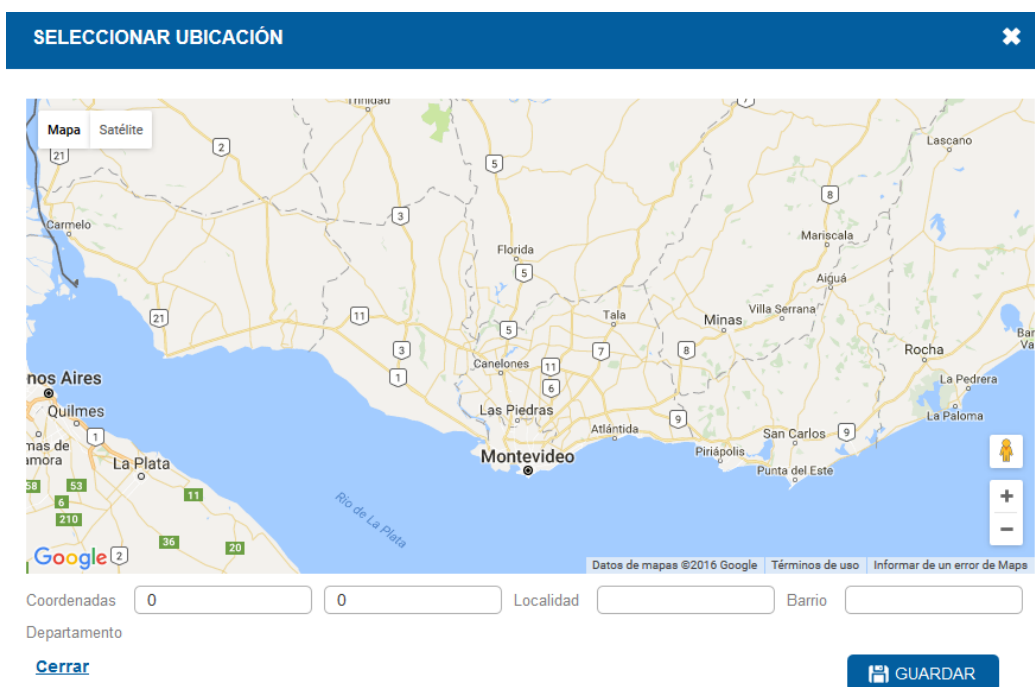 SELECCIONAR UBICACIÓN
Mapa Satélite
Trinidad
21
2
5
Lascano
8
Carmelo
3
Mariscala
Florida
5
Aiguá
21
11
Tala
Villa Serrana
Minas
5
3
7
8
Rocha
Canelones
11
1
6
nos Aires
La Pedrera
Quilmes
Las Piedras
La Paloma
9
1
Atlántida
San Carlos
9
mas de
amora
La Plata
Montevideo
Piriápolis
Punta del Este
58
53
6
11
210
Rio de La Plata
+
36
20
−
Google
2
Datos de mapas ©2016 Google Términos de uso Informar de un error de Maps
Coordenadas 0 0 Localidad Barrio
Departamento
Cerrar GUARDAR